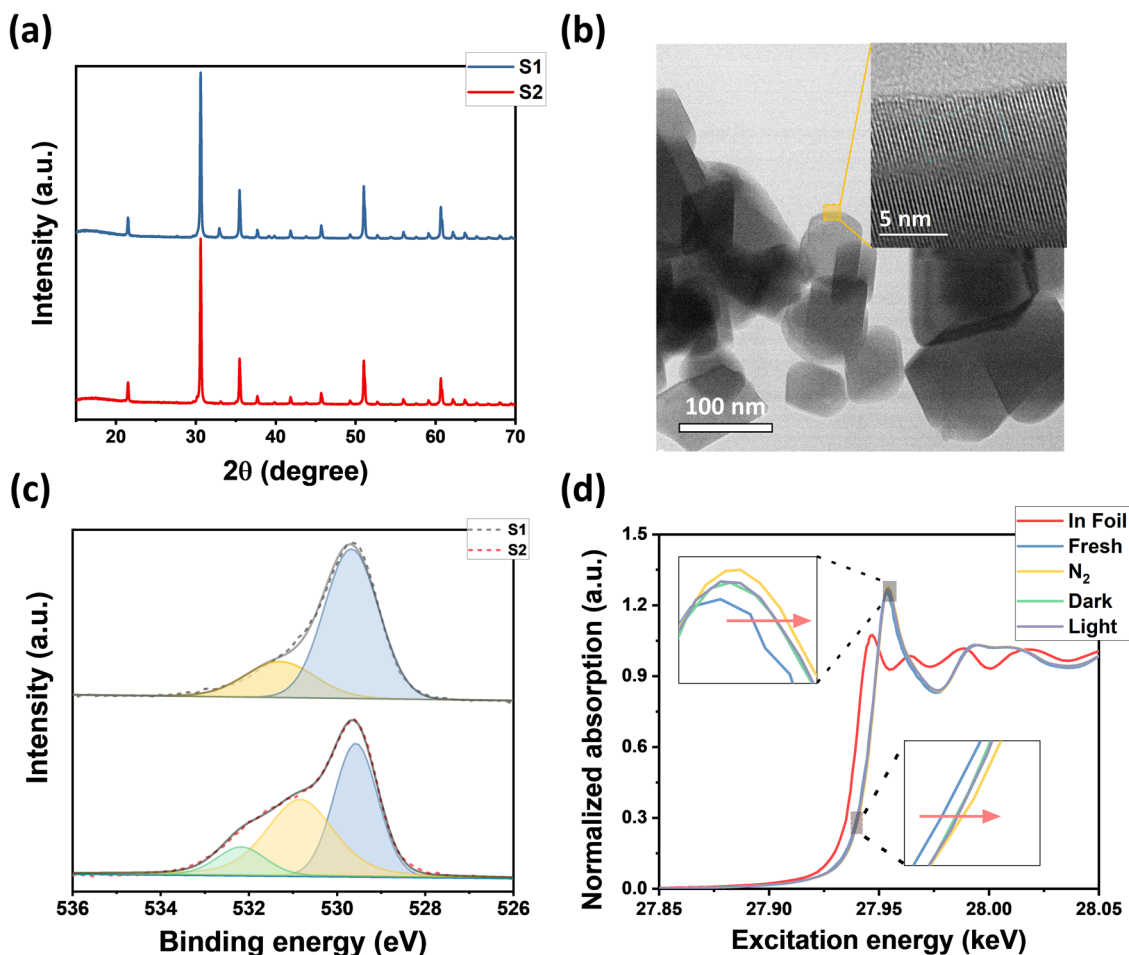 (a)
S1
S2
Intensity (a.u.)
20 30 40 50 60 70
2θ (degree)
(b)
5 nm
100 nm
(c)
S1
S2
Intensity (a.u.)
536 534 532 530 528 526
Binding energy (eV)
(d)
In Foil
Fresh
N2
Dark
Light
Normalized absorption (a.u.)
1.5
1.2
0.9
0.6
0.3
0.0
27.85 27.90 27.95 28.00 28.05
Excitation energy (keV)